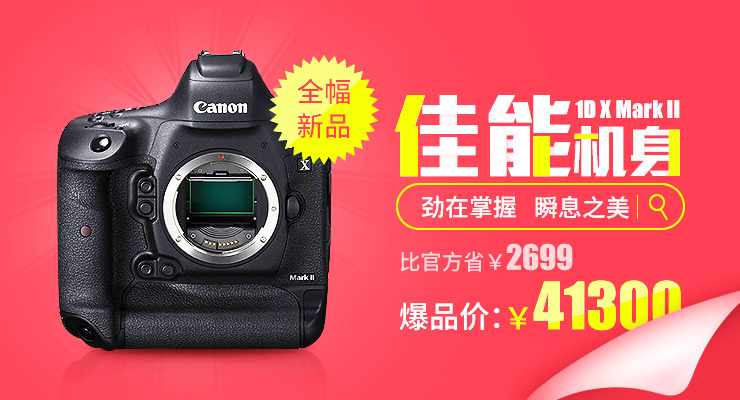 Canon
X
Mark II
全幅
新品
佳能机身
1D X Mark II
劲在掌握 瞬息之美
比官方省￥2699
爆品价：￥41300